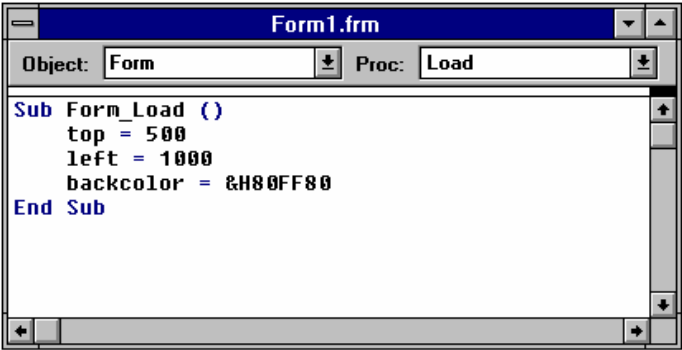 Form1.frm
Object: Form Proc: Load
Sub Form_Load ()
    top = 500
    left = 1000
    backcolor = &H80FF80
End Sub